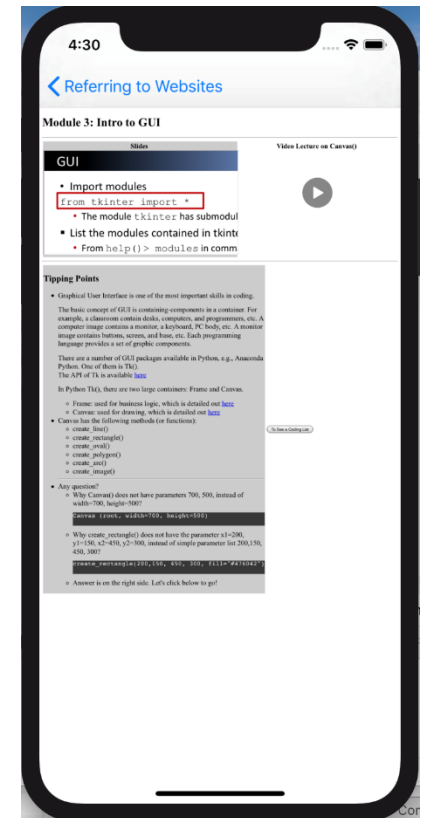 4:30
Referring to Websites
Module 3: Intro to GUI
Slides
Video Lecture on Canvas()
GUI
• Import modules
from tkinter import *
• The module tkinter has submodul
▪ List the modules contained in tkinte
• From help()> modules in comm
Tipping Points
• Graphical User Interface is one of the most important skills in coding.
The basic concept of GUI is containing-components in a container. For
example, a classroom contain desks, computers, and programmers, etc. A
computer image contains a monitor, a keyboard, PC body, etc. A monitor
image contains buttons, screen, and base, etc. Each programming
language provides a set of graphic components.
There are a number of GUI packages available in Python, e.g., Anaconda
Python. One of them is Tk().
The API of Tk is available here
In Python Tk(), there are two large containers: Frame and Canvas.
○ Frame: used for business logic, which is detailed out here
○ Canvas: used for drawing, which is detailed out here
• Canvas has the following methods (or functions):
○ create_line()
○ create_rectangle()
○ create_oval()
○ create_polygon()
○ create_arc()
○ create_image()
To See a Coding List
• Any question?
○ Why Canvas() does not have parameters 700, 500, instead of
width=700, height=500?
Canvas (root, width=700, height=500)
○ Why create_rectangle() does not have the parameter x1=200,
y1=150, x2=450, y2=300, instead of simple parameter list 200,150,
450, 300?
create_rectangle(200,150, 450, 300, fill="#476042")
○ Answer is on the right side. Let's click below to go!
Con